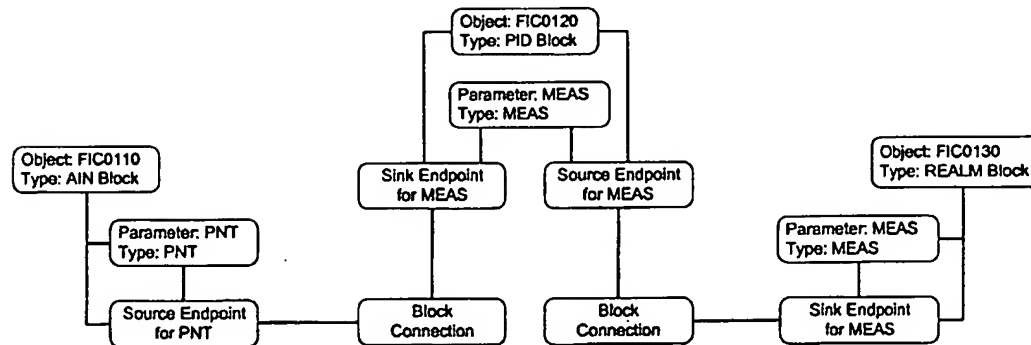 Object: FIC0120
Type: PID Block
Parameter: MEAS
Type: MEAS
Object: FIC0110
Type: AIN Block
Sink Endpoint
for MEAS
Source Endpoint
for MEAS
Object: FIC0130
Type: REALM Block
Parameter: PNT
Type: PNT
Parameter: MEAS
Type: MEAS
Source Endpoint
for PNT
Block
Connection
Block
Connection
Sink Endpoint
for MEAS